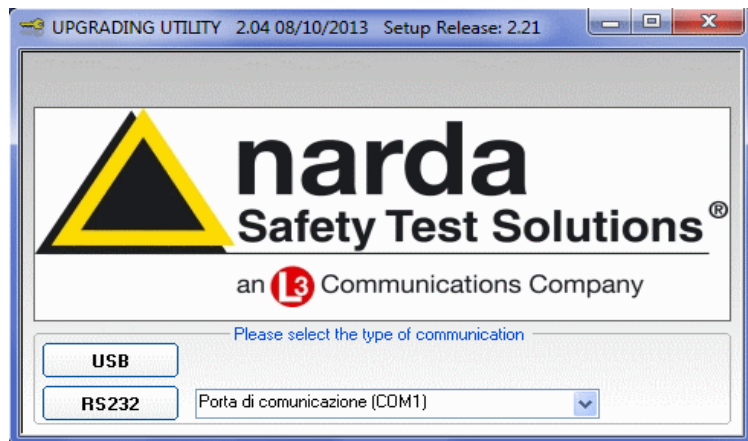 UPGRADING UTILITY 2.04 08/10/2013 Setup Release: 2.21
narda
Safety Test Solutions®
an L3 Communications Company
Please select the type of communication
USB
RS232
Porta di comunicazione (COM1)